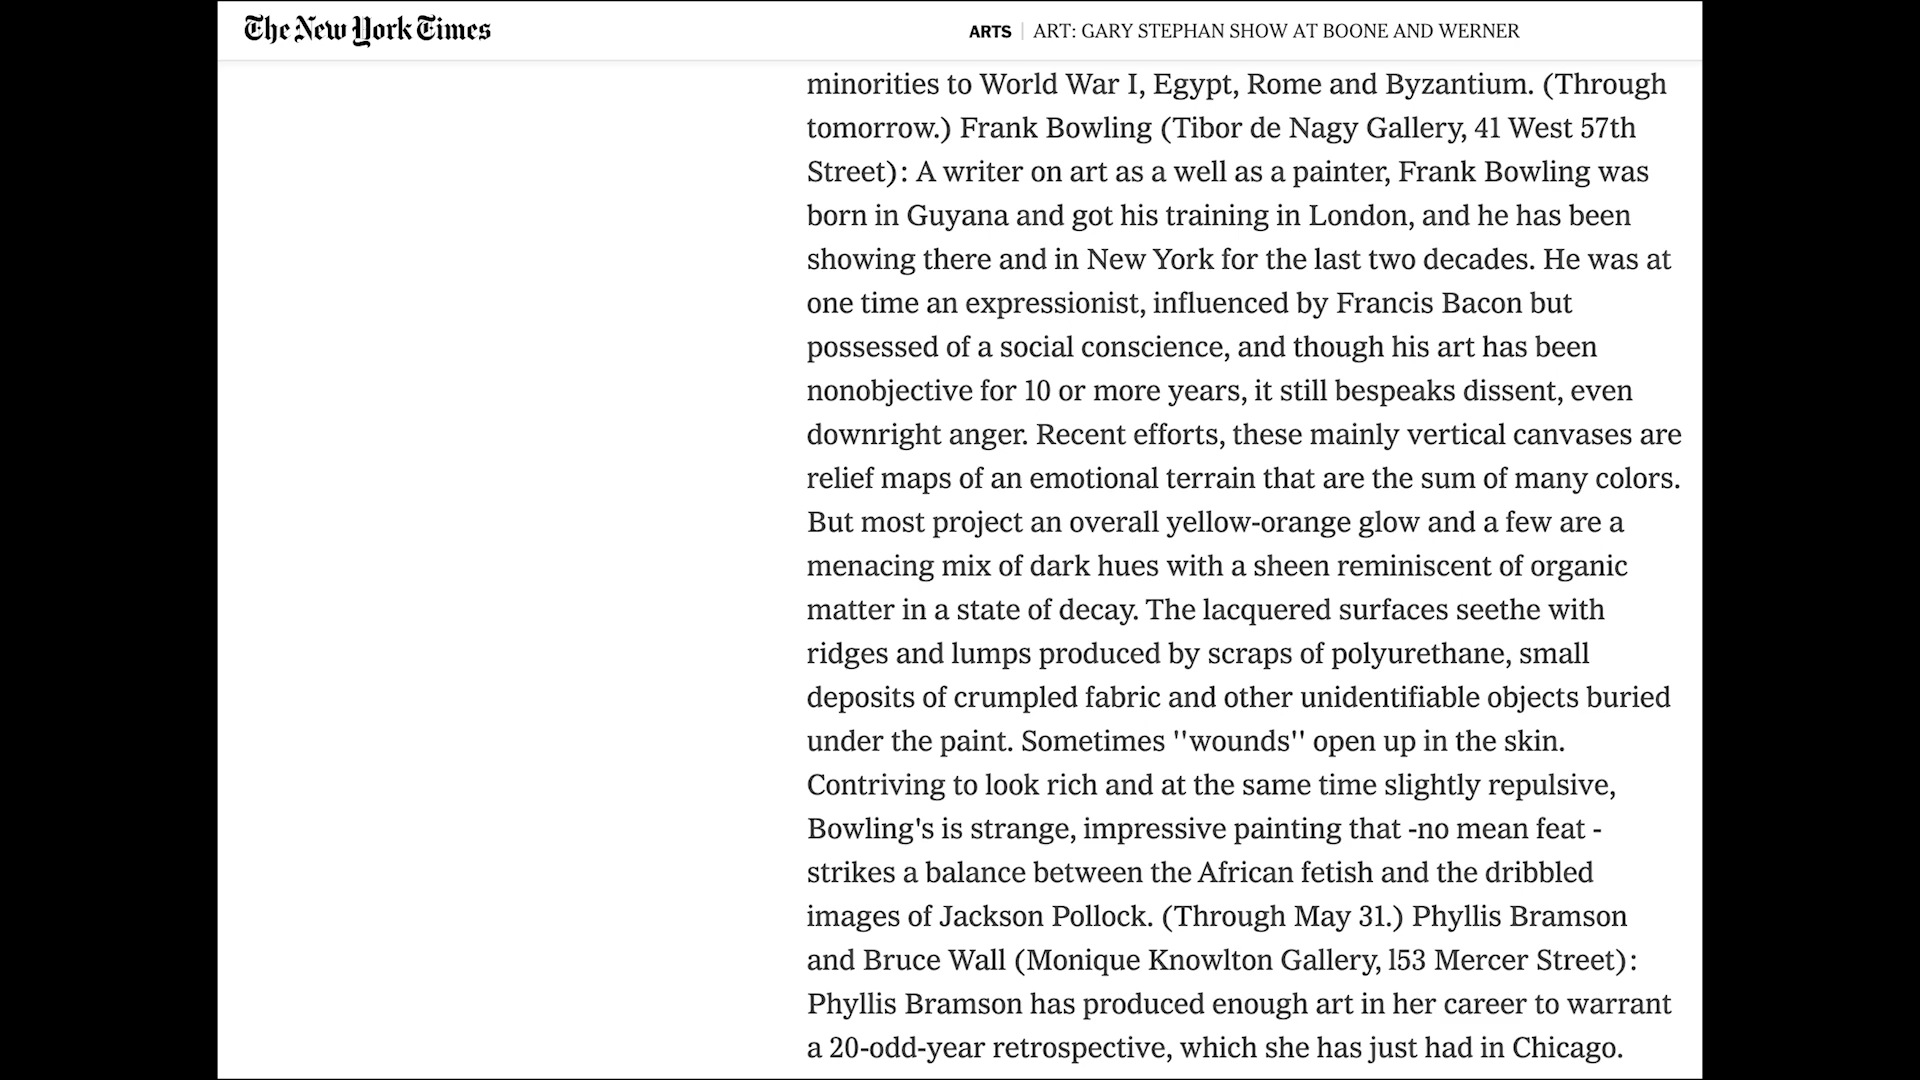 The New York Times
ARTS | ART: GARY STEPHAN SHOW AT BOONE AND WERNER
minorities to World War I, Egypt, Rome and Byzantium. (Through
tomorrow.) Frank Bowling (Tibor de Nagy Gallery, 41 West 57th
Street): A writer on art as a well as a painter, Frank Bowling was
born in Guyana and got his training in London, and he has been
showing there and in New York for the last two decades. He was at
one time an expressionist, influenced by Francis Bacon but
possessed of a social conscience, and though his art has been
nonobjective for 10 or more years, it still bespeaks dissent, even
downright anger. Recent efforts, these mainly vertical canvases are
relief maps of an emotional terrain that are the sum of many colors.
But most project an overall yellow-orange glow and a few are a
menacing mix of dark hues with a sheen reminiscent of organic
matter in a state of decay. The lacquered surfaces seethe with
ridges and lumps produced by scraps of polyurethane, small
deposits of crumpled fabric and other unidentifiable objects buried
under the paint. Sometimes ''wounds'' open up in the skin.
Contriving to look rich and at the same time slightly repulsive,
Bowling's is strange, impressive painting that -no mean feat -
strikes a balance between the African fetish and the dribbled
images of Jackson Pollock. (Through May 31.) Phyllis Bramson
and Bruce Wall (Monique Knowlton Gallery, l53 Mercer Street):
Phyllis Bramson has produced enough art in her career to warrant
a 20-odd-year retrospective, which she has just had in Chicago.